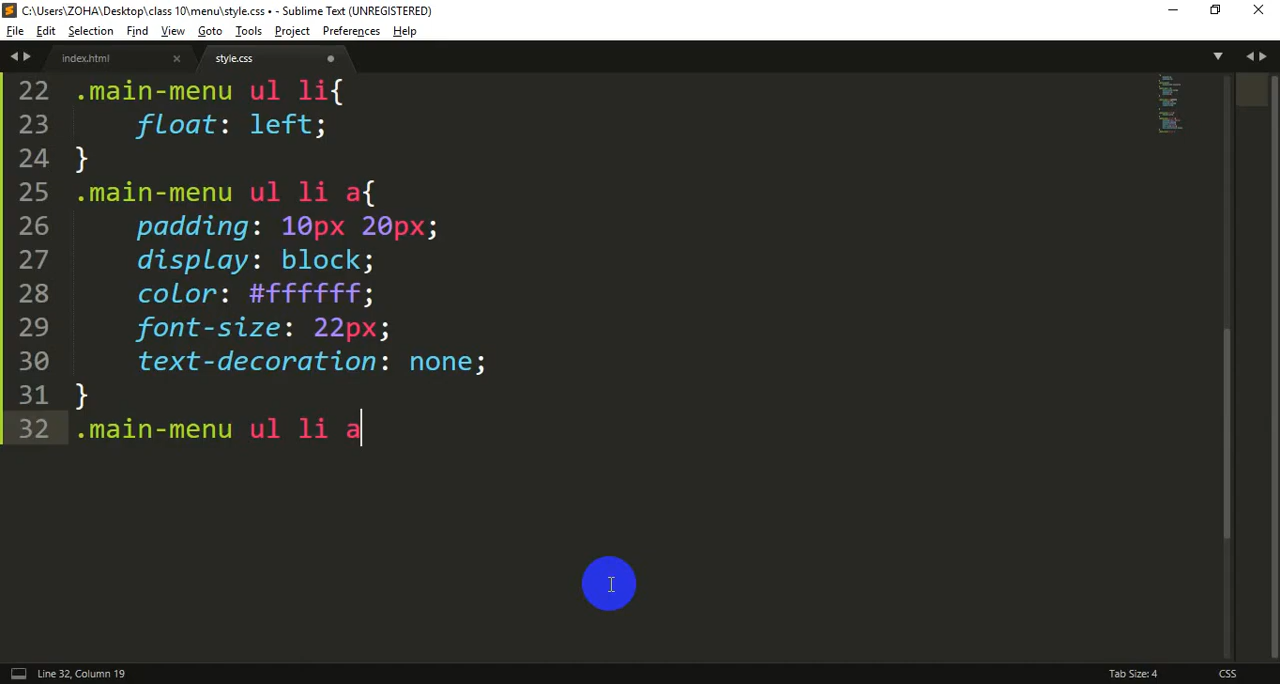 C:\Users\ZOHA\Desktop\class 10\menu\style.css • - Sublime Text (UNREGISTERED)
File Edit Selection Find View Goto Tools Project Preferences Help
index.html × style.css
22 .main-menu ul li{
23 float: left;
24 }
25 .main-menu ul li a{
26 padding: 10px 20px;
27 display: block;
28 color: #ffffff;
29 font-size: 22px;
30 text-decoration: none;
31 }
32 .main-menu ul li a
Line 32, Column 19 Tab Size: 4 CSS